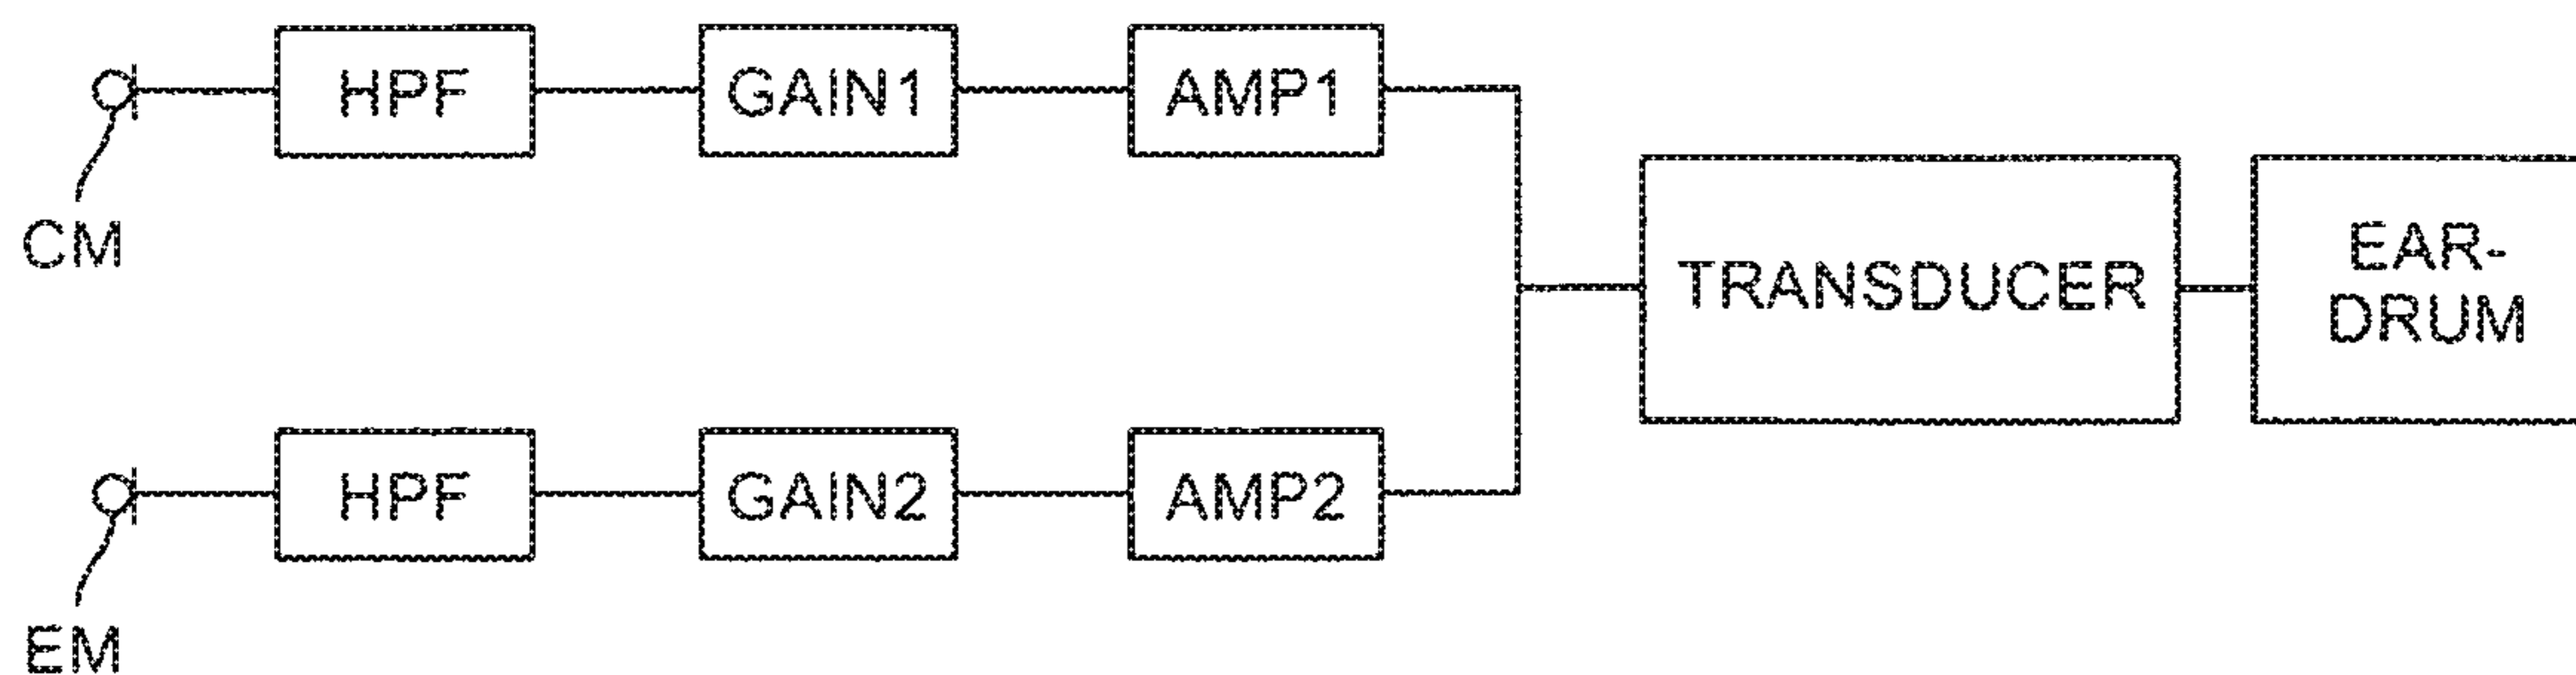 HPF
GAIN1
AMP1
CM
TRANSDUCER
EAR-
DRUM
HPF
GAIN2
AMP2
EM